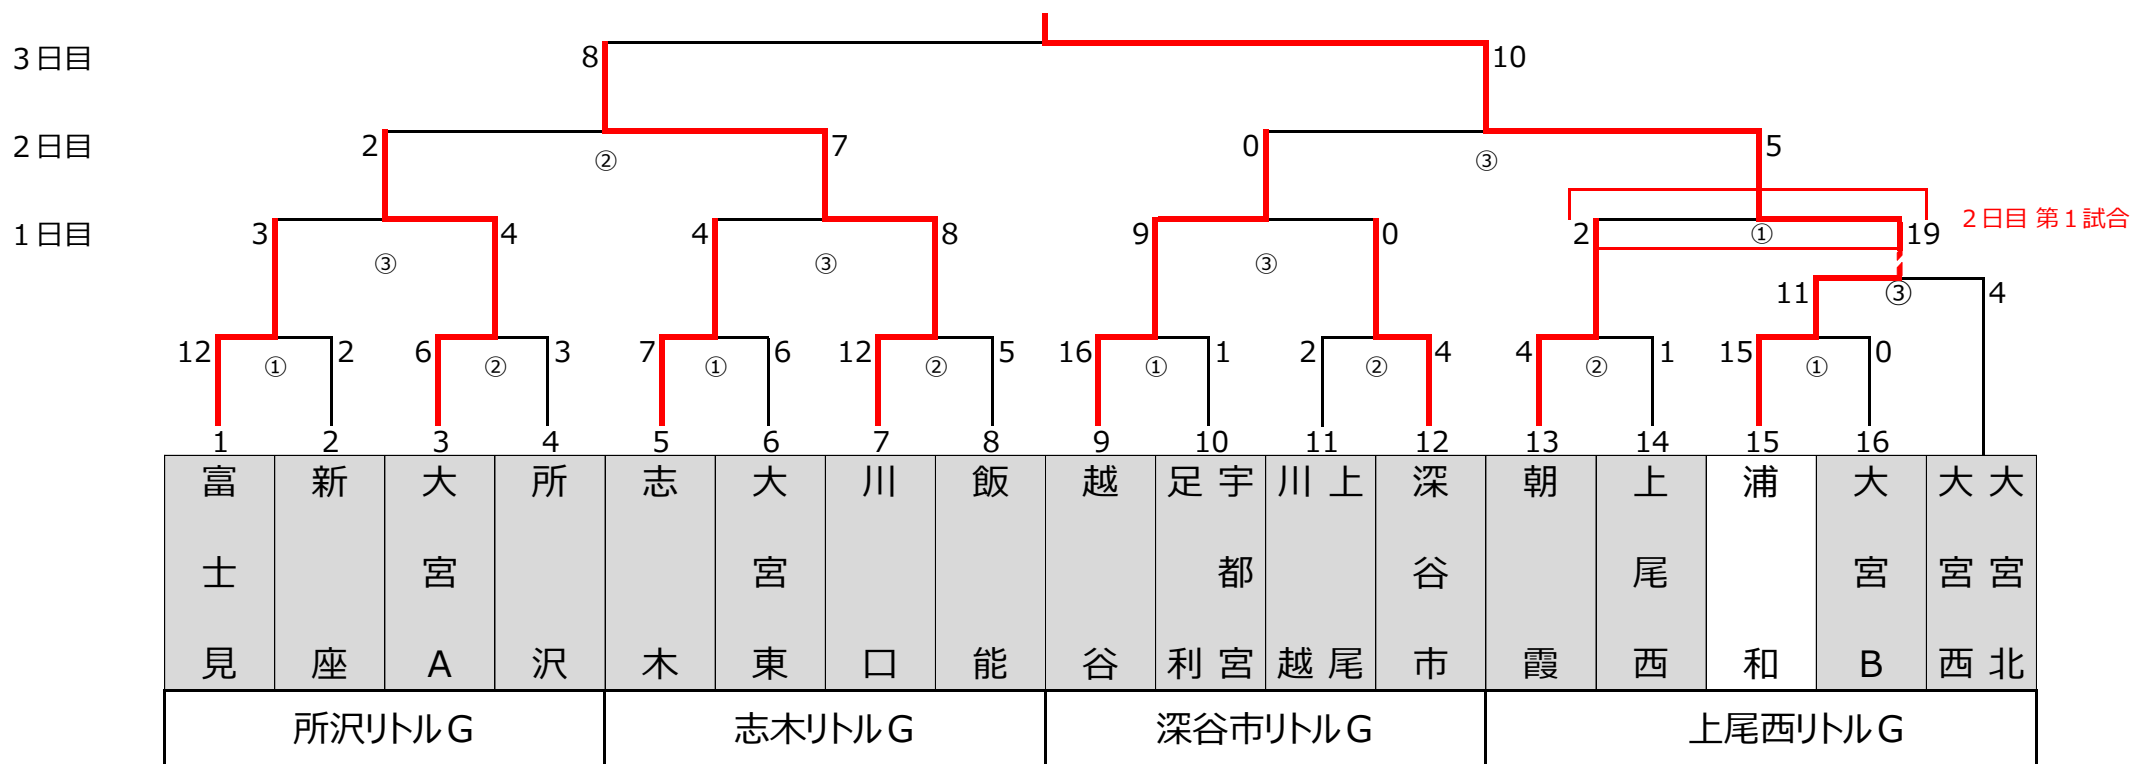 3日目 8 10
2日目 2 ② 7 0 ③ 5
1日目 3 ③ 4 4 ③ 8 9 ③ 0 2 ① 19 2日目 第1試合
11 ③ 4
12 ① 2 6 ② 3 7 ① 6 12 ② 5 16 ① 1 2 ② 4 4 ② 1 15 ① 0
1 2 3 4 5 6 7 8 9 10 11 12 13 14 15 16
富士見
新座
大宮A
所沢
志木
大宮東
川口
飯能
越谷
宇都宮
足利
上尾
川越
深谷市
朝霞
上尾西
浦和
大宮B
大宮北
大宮西
所沢リトルG 志木リトルG 深谷市リトルG 上尾西リトルG